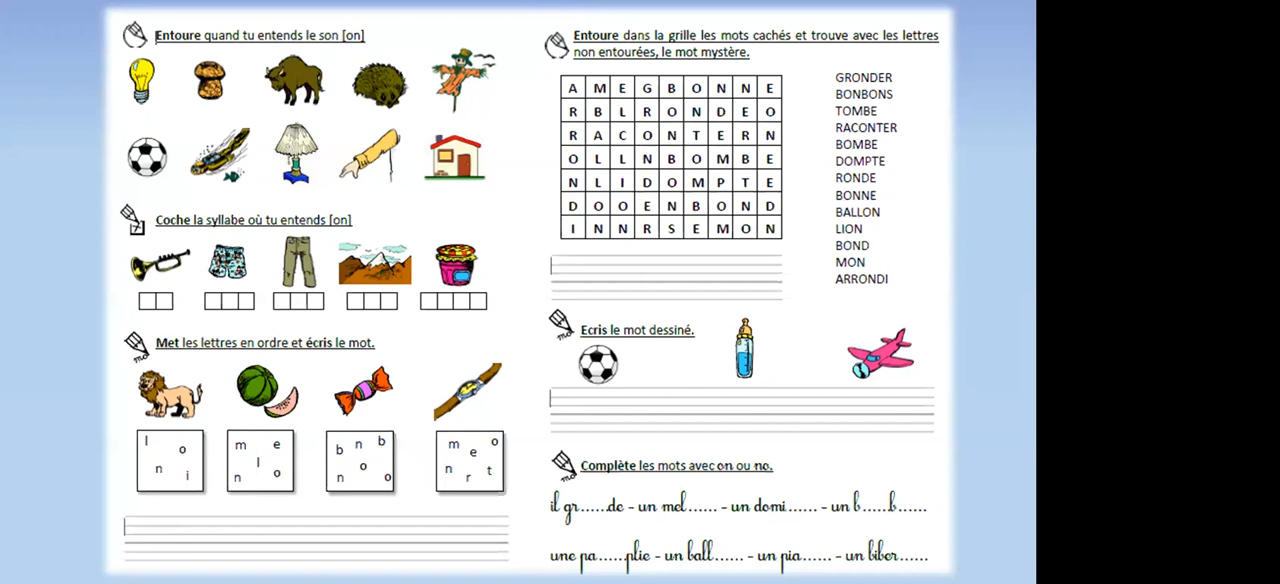 Entoure quand tu entends le son [on]
Coche la syllabe où tu entends [on]
Met les lettres en ordre et écris le mot.
l o n i
m e l n o
b n b o n o
m o e n r t
Entoure dans la grille les mots cachés et trouve avec les lettres
non entourées, le mot mystère.
A M E G B O N N E
R B L R O N D E O
R A C O N T E R N
O L L N B O M B E
N L I D O M P T E
D O O E N B O N D
I N N R S E M O N
GRONDER
BONBONS
TOMBE
RACONTER
BOMBE
DOMPTE
RONDE
BONNE
BALLON
LION
BOND
MON
ARRONDI
Ecris le mot dessiné.
Complète les mots avec on ou no.
il gr......de - un mel...... - un domi...... - un b......b......
une pa......plie - un ball...... - un pia...... - un biber......